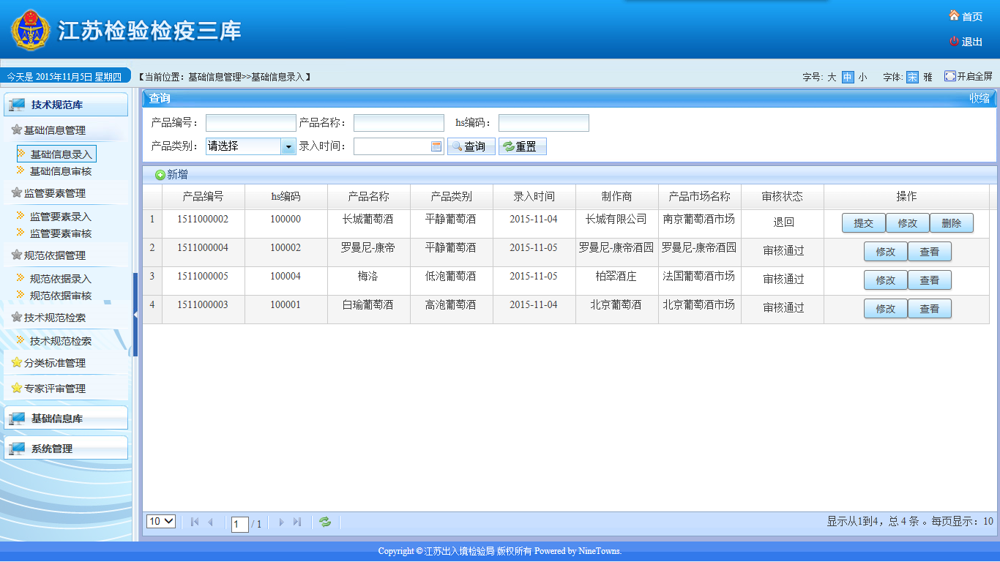 江苏检验检疫三库
首页
退出
今天是 2015年11月5日 星期四 【当前位置：基础信息管理>>基础信息录入】 字号: 大 中 小 字体: 宋 雅 开启全屏
技术规范库
基础信息管理
基础信息录入
基础信息审核
监管要素管理
监管要素录入
监管要素审核
规范依据管理
规范依据录入
规范依据审核
技术规范检索
技术规范检索
分类标准管理
专家评审管理
基础信息库
系统管理
查询 收缩
产品编号： 产品名称： hs编码：
产品类别： 请选择 录入时间： 查询 重置
新增
产品编号 hs编码 产品名称 产品类别 录入时间 制作商 产品市场名称 审核状态 操作
1 1511000002 100000 长城葡萄酒 平静葡萄酒 2015-11-04 长城有限公司 南京葡萄酒市场 退回 提交 修改 删除
2 1511000004 100002 罗曼尼-康帝 平静葡萄酒 2015-11-05 罗曼尼-康帝酒园 罗曼尼-康帝酒园 审核通过 修改 查看
3 1511000005 100004 梅洛 低泡葡萄酒 2015-11-05 柏翠酒庄 法国葡萄酒市场 审核通过 修改 查看
4 1511000003 100001 白瑜葡萄酒 高泡葡萄酒 2015-11-04 北京葡萄酒 北京葡萄酒市场 审核通过 修改 查看
10 1 / 1 显示从1到4，总 4 条 。每页显示：10
Copyright © 江苏出入境检验局 版权所有 Powered by NineTowns.